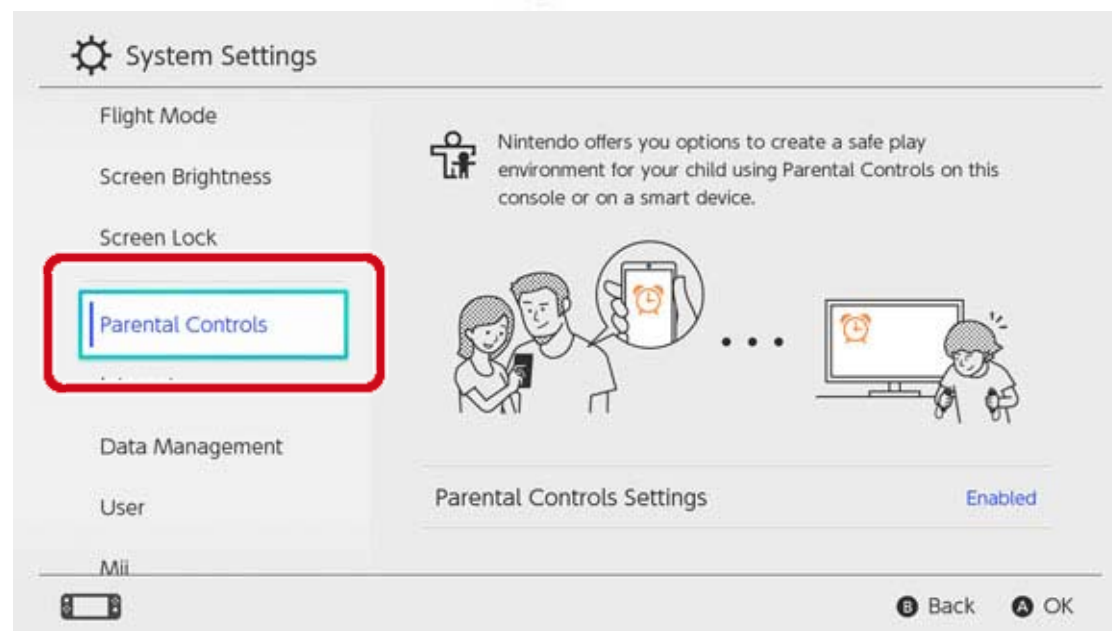 System Settings
Flight Mode
Screen Brightness
Screen Lock
Parental Controls
Data Management
User
Mii
Nintendo offers you options to create a safe play
environment for your child using Parental Controls on this
console or on a smart device.
Parental Controls Settings Enabled
B Back A OK